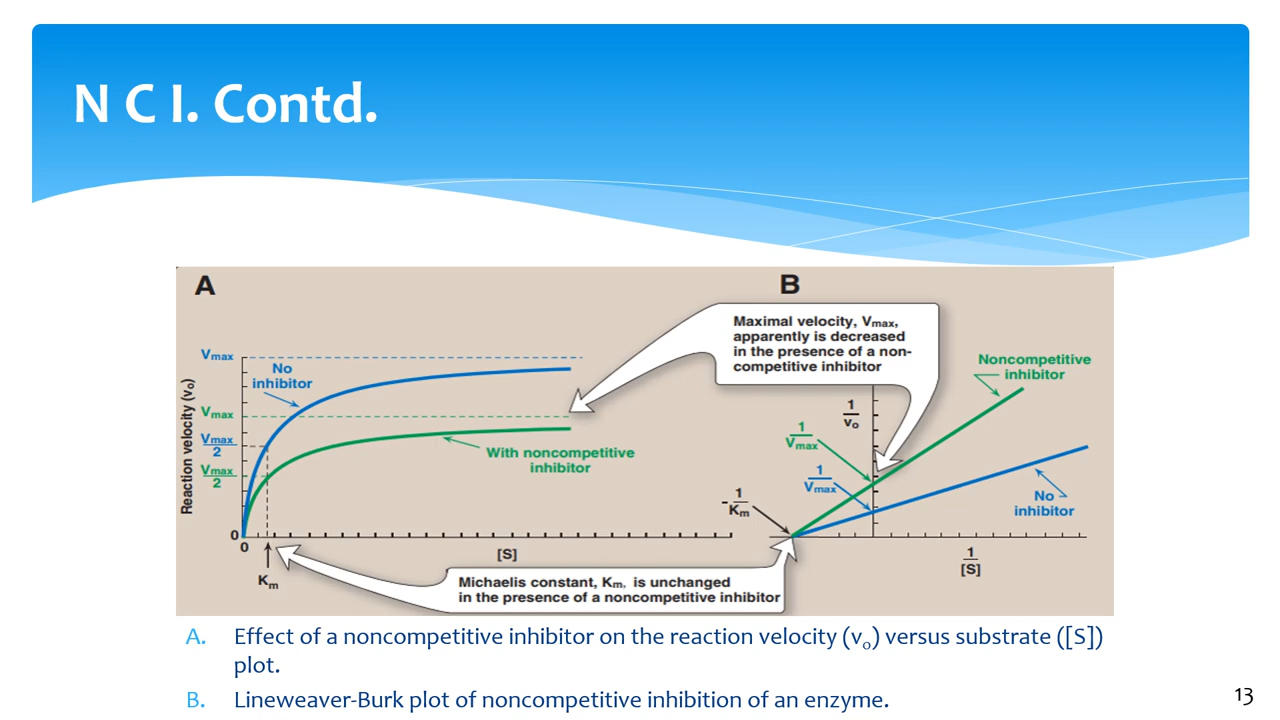 N C I. Contd.
A
B
Maximal velocity, Vmax,
apparently is decreased
in the presence of a non-
competitive inhibitor
Vmax
No
inhibitor
Vmax
Vmax
2
Vmax
2
Reaction velocity (vo)
With noncompetitive
inhibitor
0
0
[S]
Km
Michaelis constant, Km, is unchanged
in the presence of a noncompetitive inhibitor
Noncompetitive
inhibitor
1
vo
1
Vmax
1
Vmax
- 1
Km
No
inhibitor
1
[S]
A. Effect of a noncompetitive inhibitor on the reaction velocity (vo) versus substrate ([S])
plot.
B. Lineweaver-Burk plot of noncompetitive inhibition of an enzyme.
13